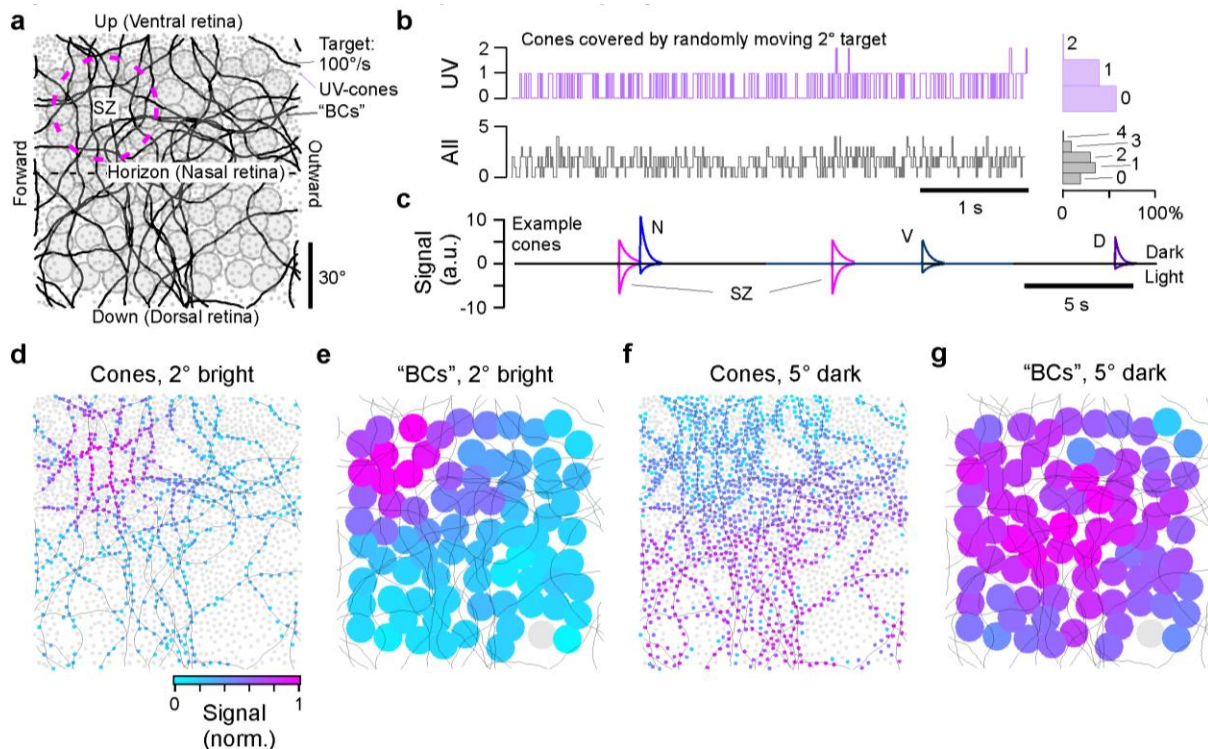 a
Up (Ventral retina)
Target:
100°/s
UV-cones
"BCs"
SZ
Forward
Outward
Horizon (Nasal retina)
30°
Down (Dorsal retina)
b
Cones covered by randomly moving 2° target
UV
2
1
0
2
1
0
All
5
0
4
3
2
1
0
1 s
0
100%
c
Signal
(a.u.)
10
0
-10
Example
cones
N
SZ
V
D
Dark
Light
5 s
d
Cones, 2° bright
0
1
Signal
(norm.)
e
"BCs", 2° bright
f
Cones, 5° dark
g
"BCs", 5° dark